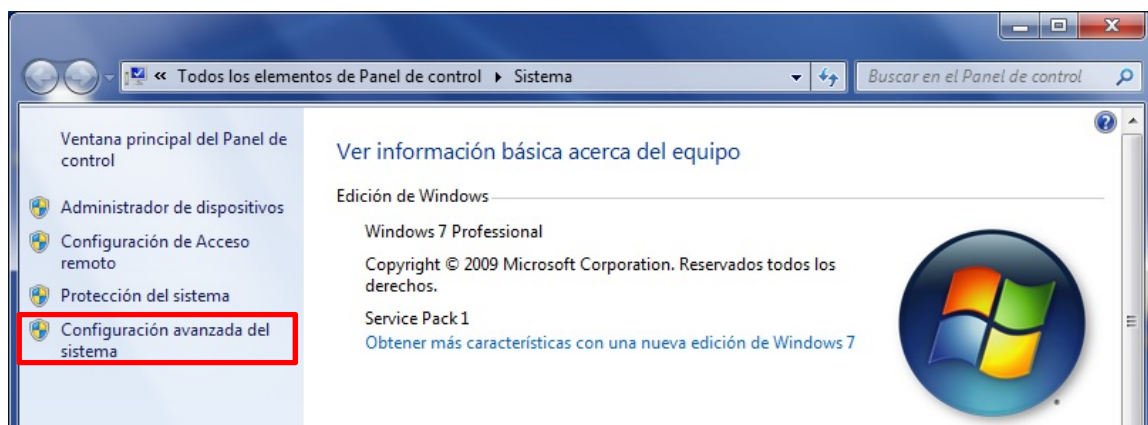 « Todos los elementos de Panel de control ▸ Sistema
Buscar en el Panel de control
Ventana principal del Panel de
control
Administrador de dispositivos
Configuración de Acceso
remoto
Protección del sistema
Configuración avanzada del
sistema
Ver información básica acerca del equipo
Edición de Windows
Windows 7 Professional
Copyright © 2009 Microsoft Corporation. Reservados todos los
derechos.
Service Pack 1
Obtener más características con una nueva edición de Windows 7